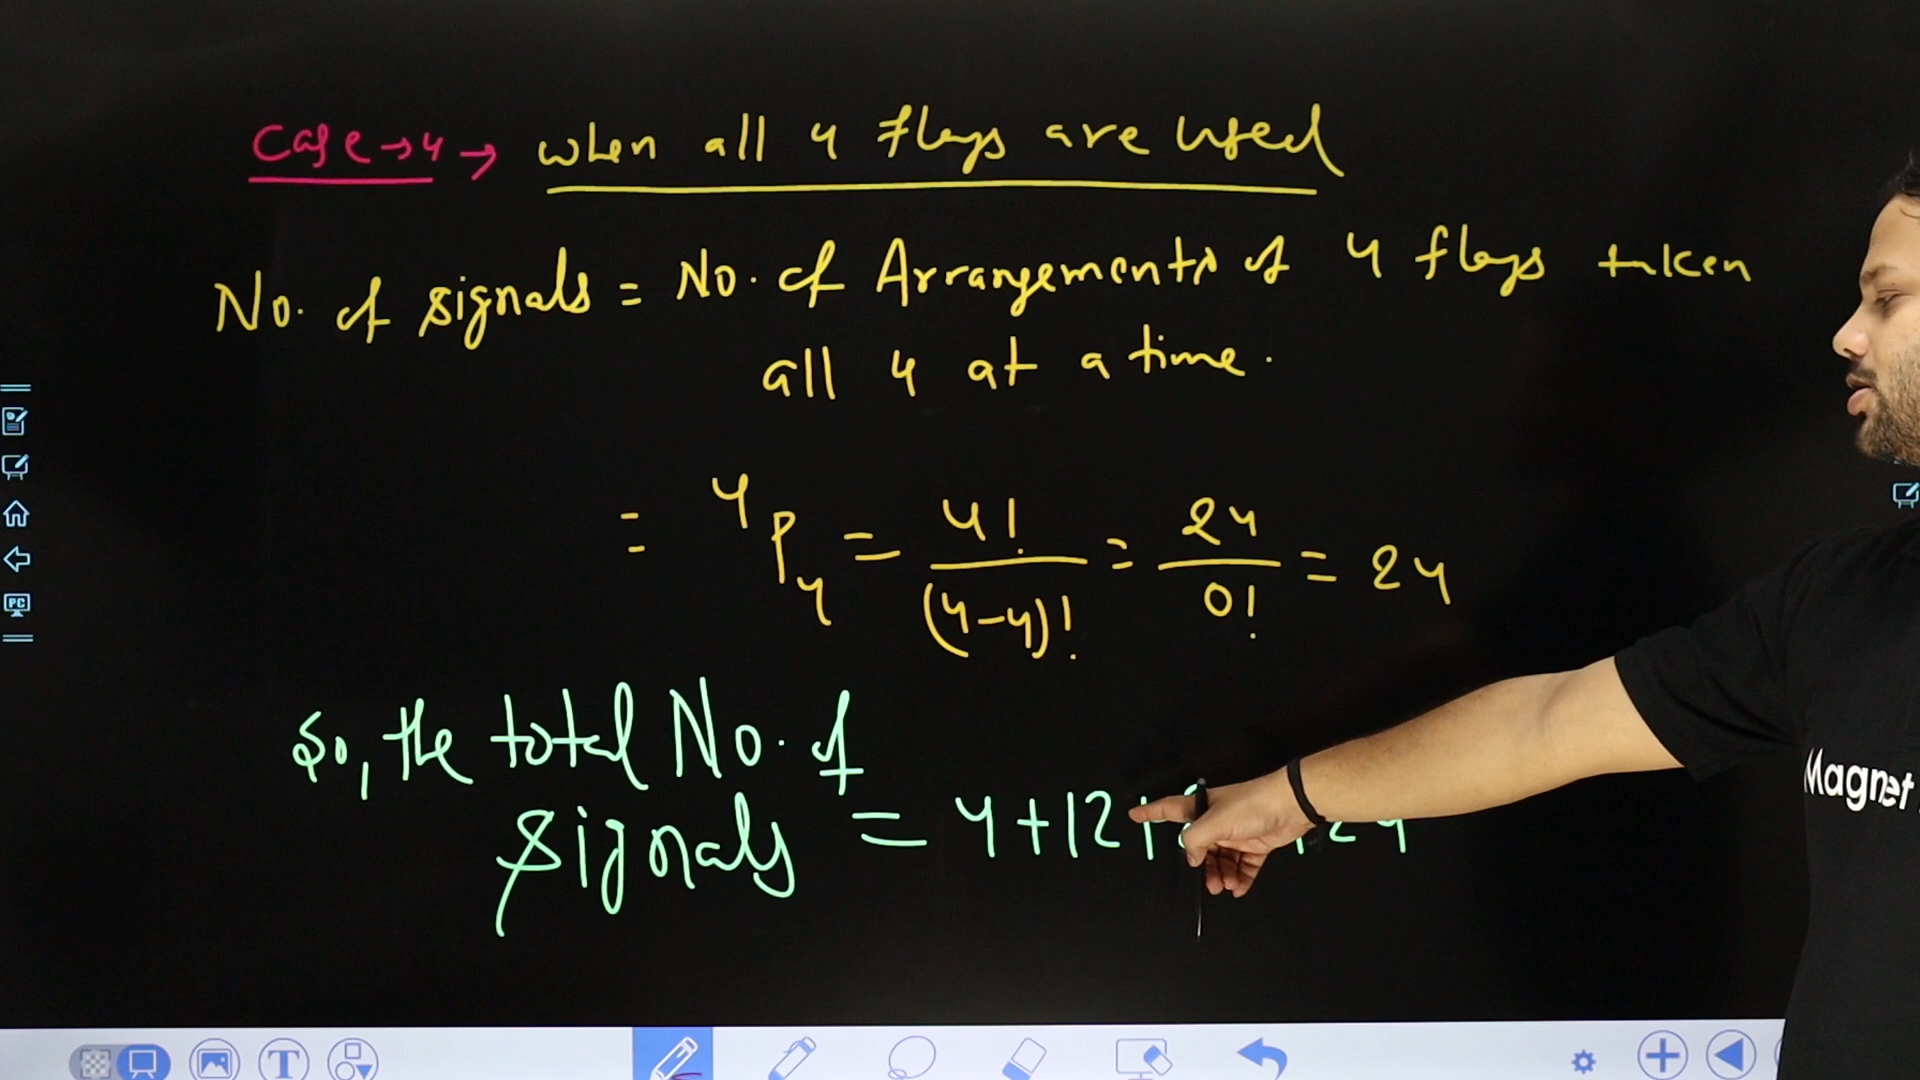 Case → 4 → when all 4 flags are used
No. of signals = No. of Arrangements of 4 flags taken
all 4 at a time.
= ⁴P₄ = 4! / (4-4)! = 24 / 0! = 24
So, the total No. of
signals = 4 + 12 + 24
Magnet
PC
T